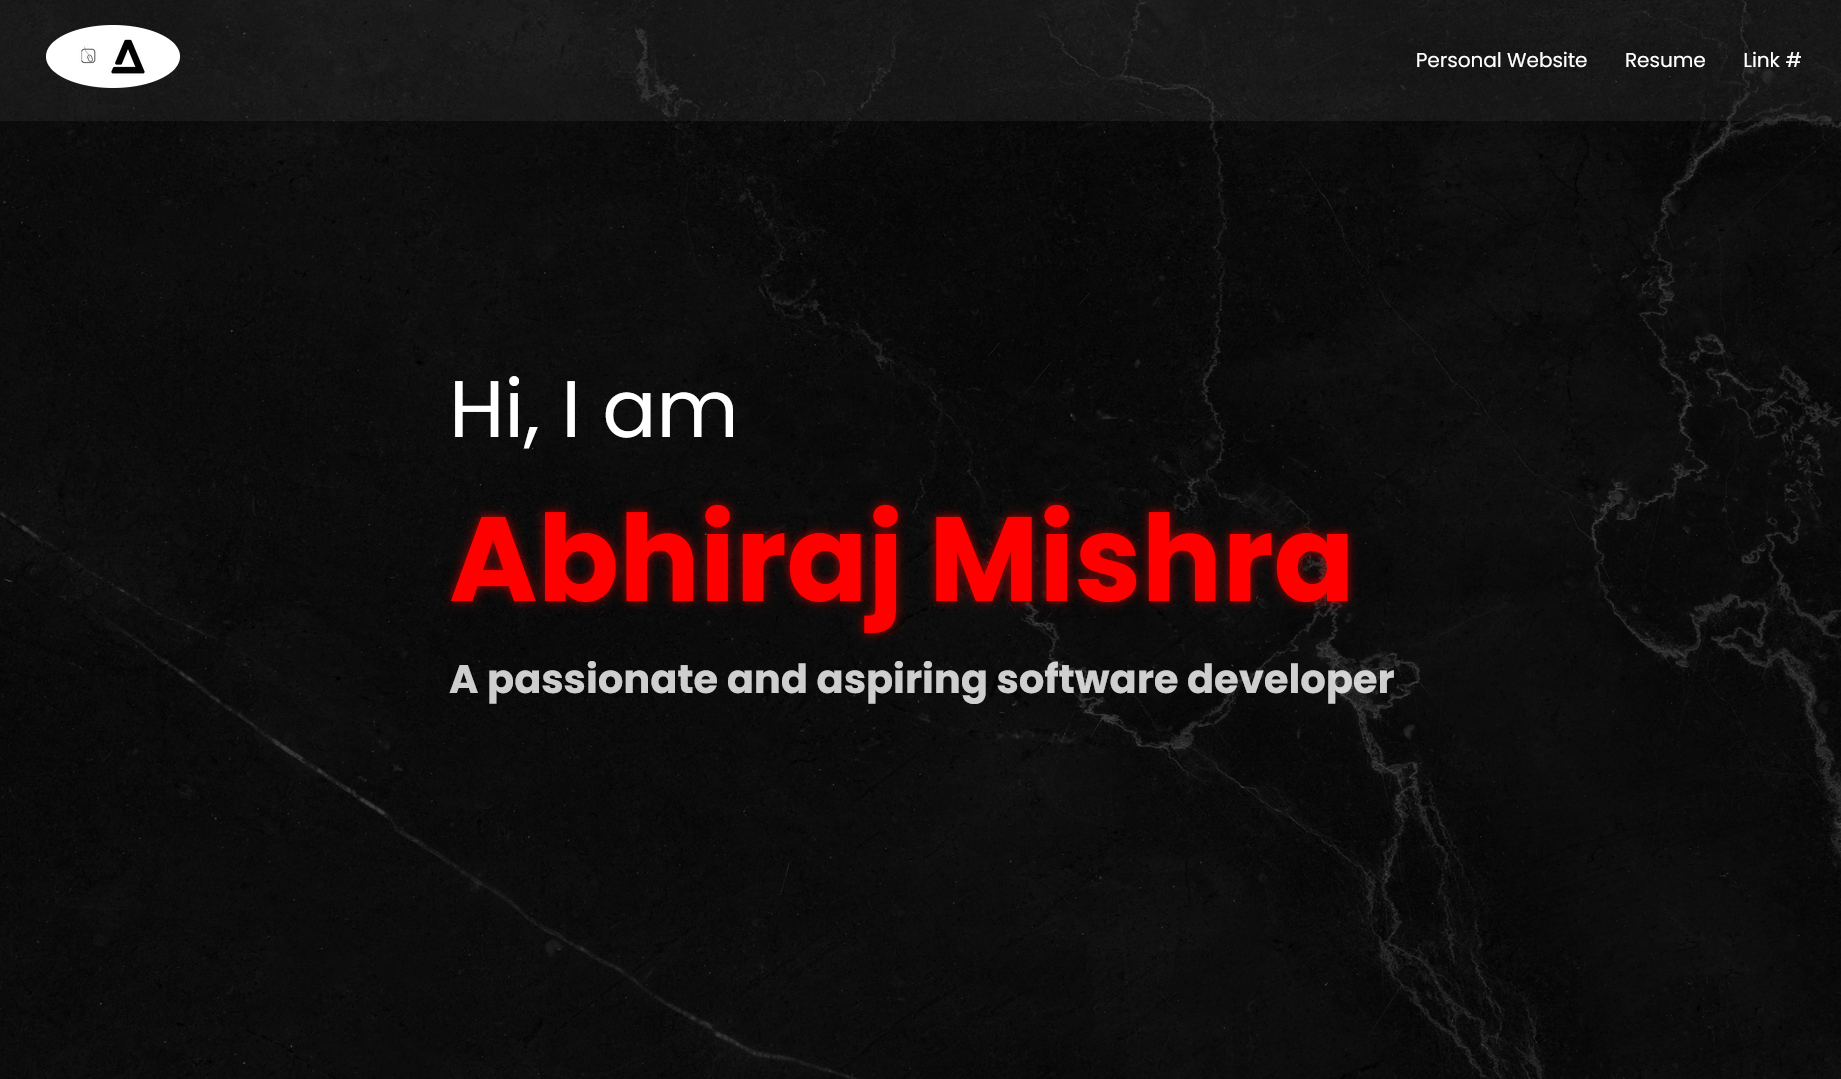 Personal Website
Resume
Link #
Hi, I am
Abhiraj Mishra
A passionate and aspiring software developer